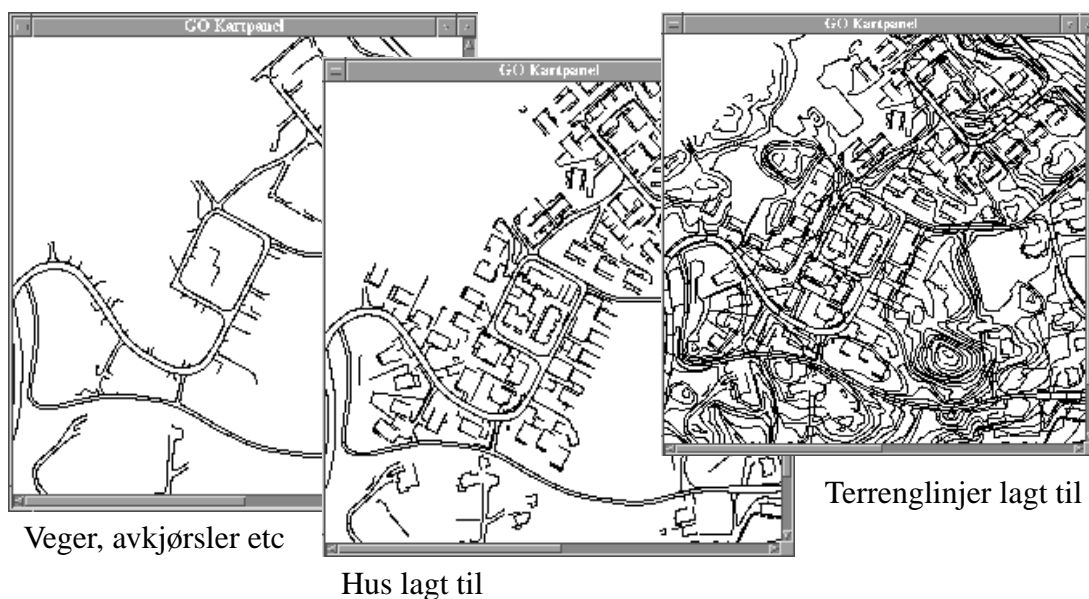 GO Kartpanel
GO Kartpanel
GO Kartpanel
Veger, avkjørsler etc
Hus lagt til
Terrenglinjer lagt til